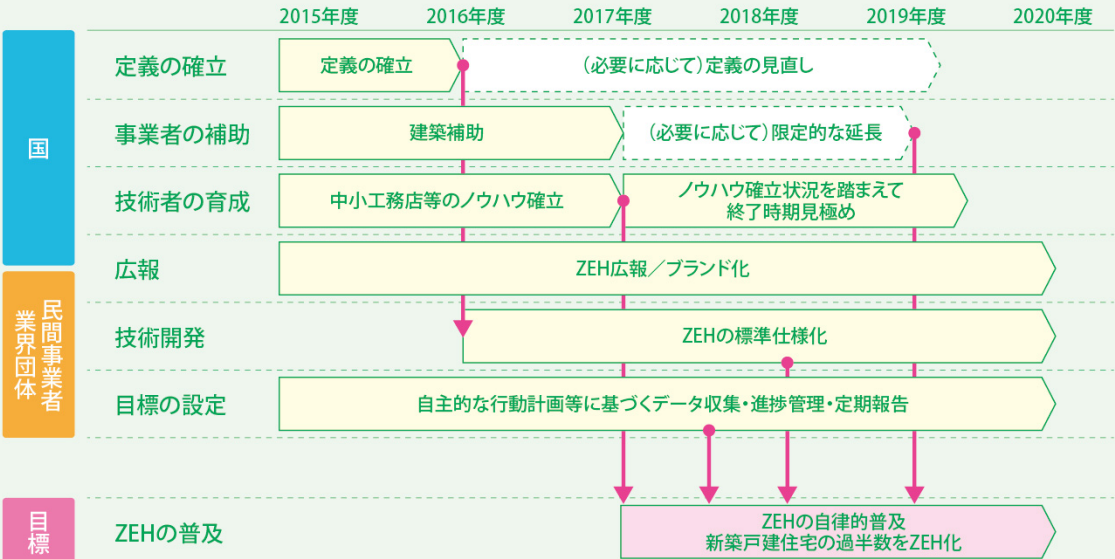 2015年度 2016年度 2017年度 2018年度 2019年度 2020年度
国
定義の確立
定義の確立
(必要に応じて)定義の見直し
事業者の補助
建築補助
(必要に応じて)限定的な延長
技術者の育成
中小工務店等のノウハウ確立
ノウハウ確立状況を踏まえて
終了時期見極め
広報
ZEH広報／ブランド化
民間事業者
業界団体
技術開発
ZEHの標準仕様化
目標の設定
自主的な行動計画等に基づくデータ収集・進捗管理・定期報告
目標
ZEHの普及
ZEHの自律的普及
新築戸建住宅の過半数をZEH化